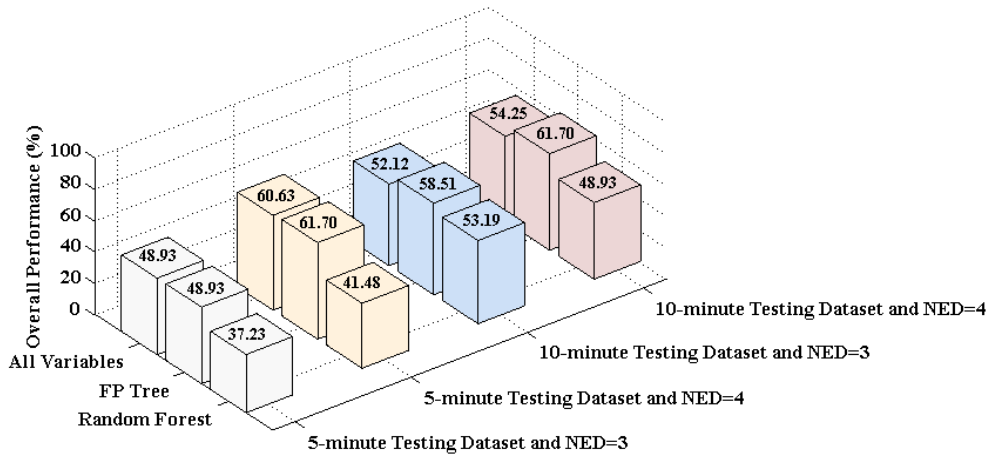 Overall Performance (%)
100
80
60
40
20
0
54.25
61.70
48.93
52.12
58.51
53.19
60.63
61.70
41.48
48.93
48.93
37.23
All Variables
FP Tree
Random Forest
10-minute Testing Dataset and NED=4
10-minute Testing Dataset and NED=3
5-minute Testing Dataset and NED=4
5-minute Testing Dataset and NED=3